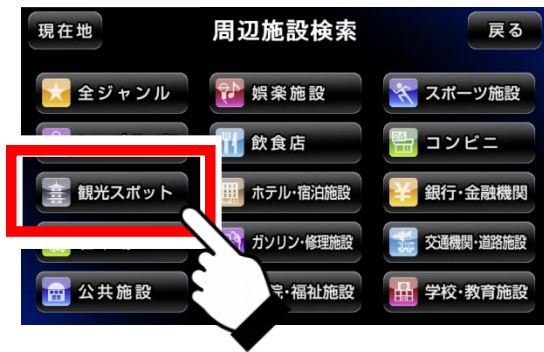 現在地
周辺施設検索
戻る
全ジャンル
娯楽施設
スポーツ施設
飲食店
24
コンビニ
観光スポット
ホテル・宿泊施設
銀行・金融機関
ガソリン・修理施設
交通機関・道路施設
公共施設
院・福祉施設
学校・教育施設